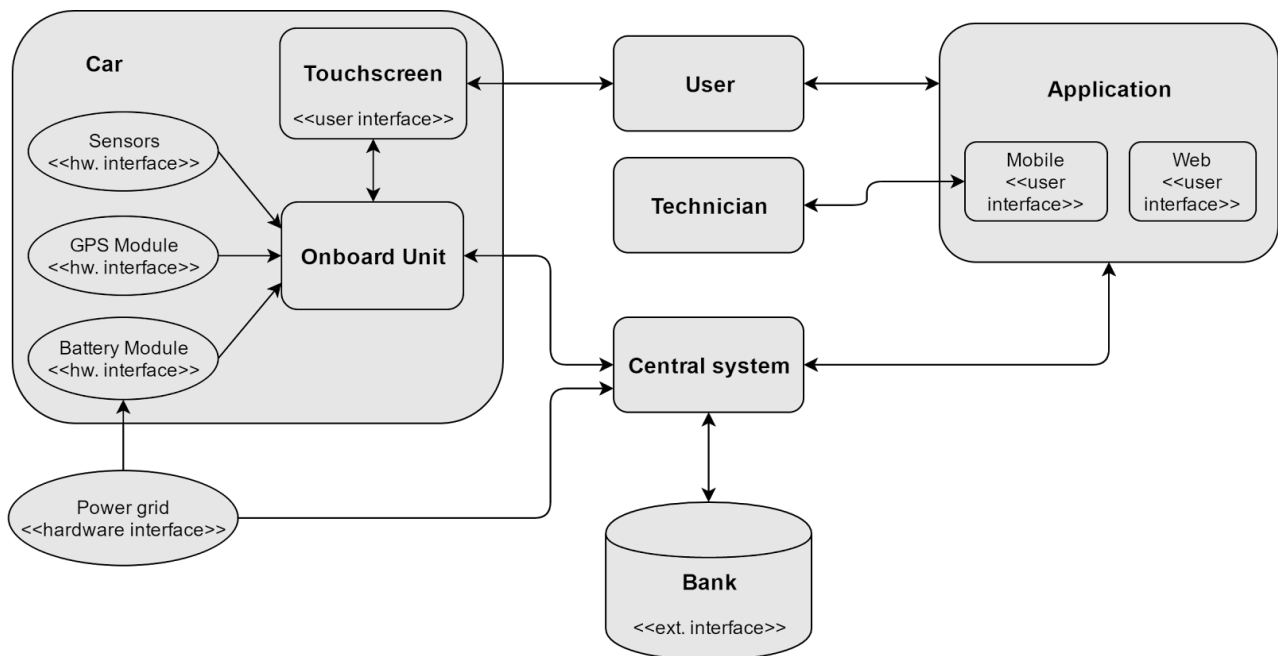 Car
Touchscreen
<<user interface>>
Sensors
<<hw. interface>>
GPS Module
<<hw. interface>>
Battery Module
<<hw. interface>>
Onboard Unit
Power grid
<<hardware interface>>
User
Technician
Central system
Bank
<<ext. interface>>
Application
Mobile
<<user
interface>>
Web
<<user
interface>>